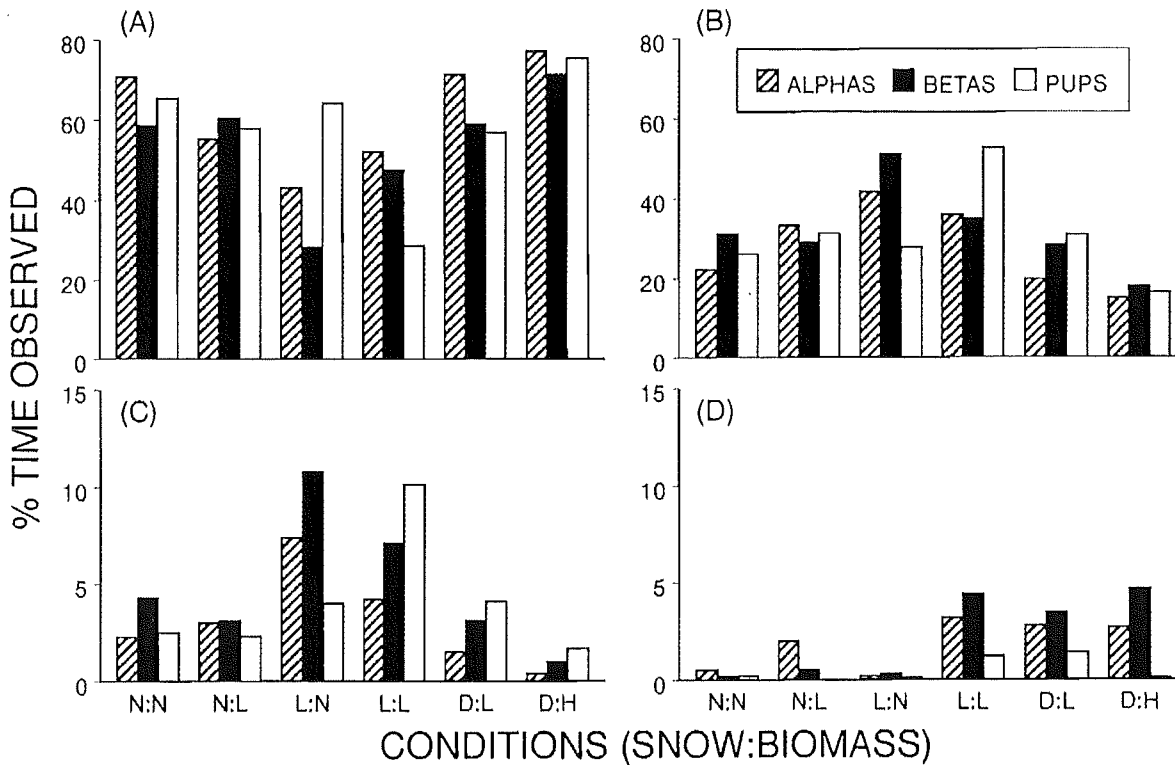 (A)
(B)
ALPHAS BETAS PUPS
80
60
40
20
0
80
60
40
20
0
% TIME OBSERVED
(C)
(D)
15
10
5
0
15
10
5
0
N:N N:L L:N L:L D:L D:H
N:N N:L L:N L:L D:L D:H
CONDITIONS (SNOW:BIOMASS)